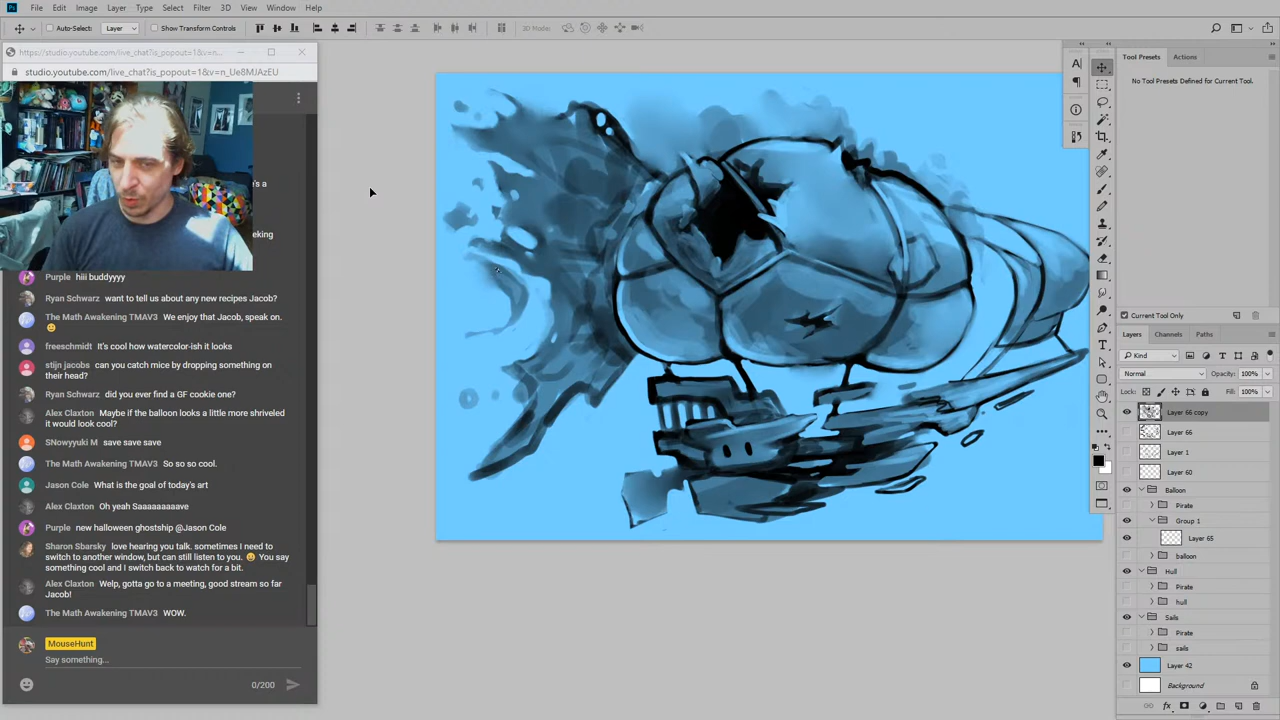 File Edit Image Layer Type Select Filter 3D View Window Help
Auto-Select: Layer Show Transform Controls 3D Mode:
https://studio.youtube.com/live_chat?is_popout=1&v=n_...
studio.youtube.com/live_chat?is_popout=1&v=n_Ue8MJAzEU
's a
eking
Purple hiii buddyyyy
Ryan Schwarz want to tell us about any new recipes Jacob?
The Math Awakening TMAV3 We enjoy that Jacob, speak on.
freeschmidt It's cool how watercolor-ish it looks
stijn jacobs can you catch mice by dropping something on
their head?
Ryan Schwarz did you ever find a GF cookie one?
Alex Claxton Maybe if the balloon looks a little more shriveled
it would look cool?
SNowyyuki M save save save
The Math Awakening TMAV3 So so so cool.
Jason Cole What is the goal of today's art
Alex Claxton Oh yeah Saaaaaaaaave
Purple new halloween ghostship @Jason Cole
Sharon Sbarsky love hearing you talk. sometimes I need to
switch to another window, but can still listen to you. You say
something cool and I switch back to watch for a bit.
Alex Claxton Welp, gotta go to a meeting, good stream so far
Jacob!
The Math Awakening TMAV3 WOW.
MouseHunt
Say something...
0/200
Tool Presets Actions
No Tool Presets Defined for Current Tool.
Current Tool Only
Layers Channels Paths
Kind
Normal Opacity: 100%
Lock: Fill: 100%
Layer 66 copy
Layer 66
Layer 1
Layer 60
Balloon
Pirate
Group 1
Layer 65
balloon
Hull
Pirate
hull
Sails
Pirate
sails
Layer 42
Background